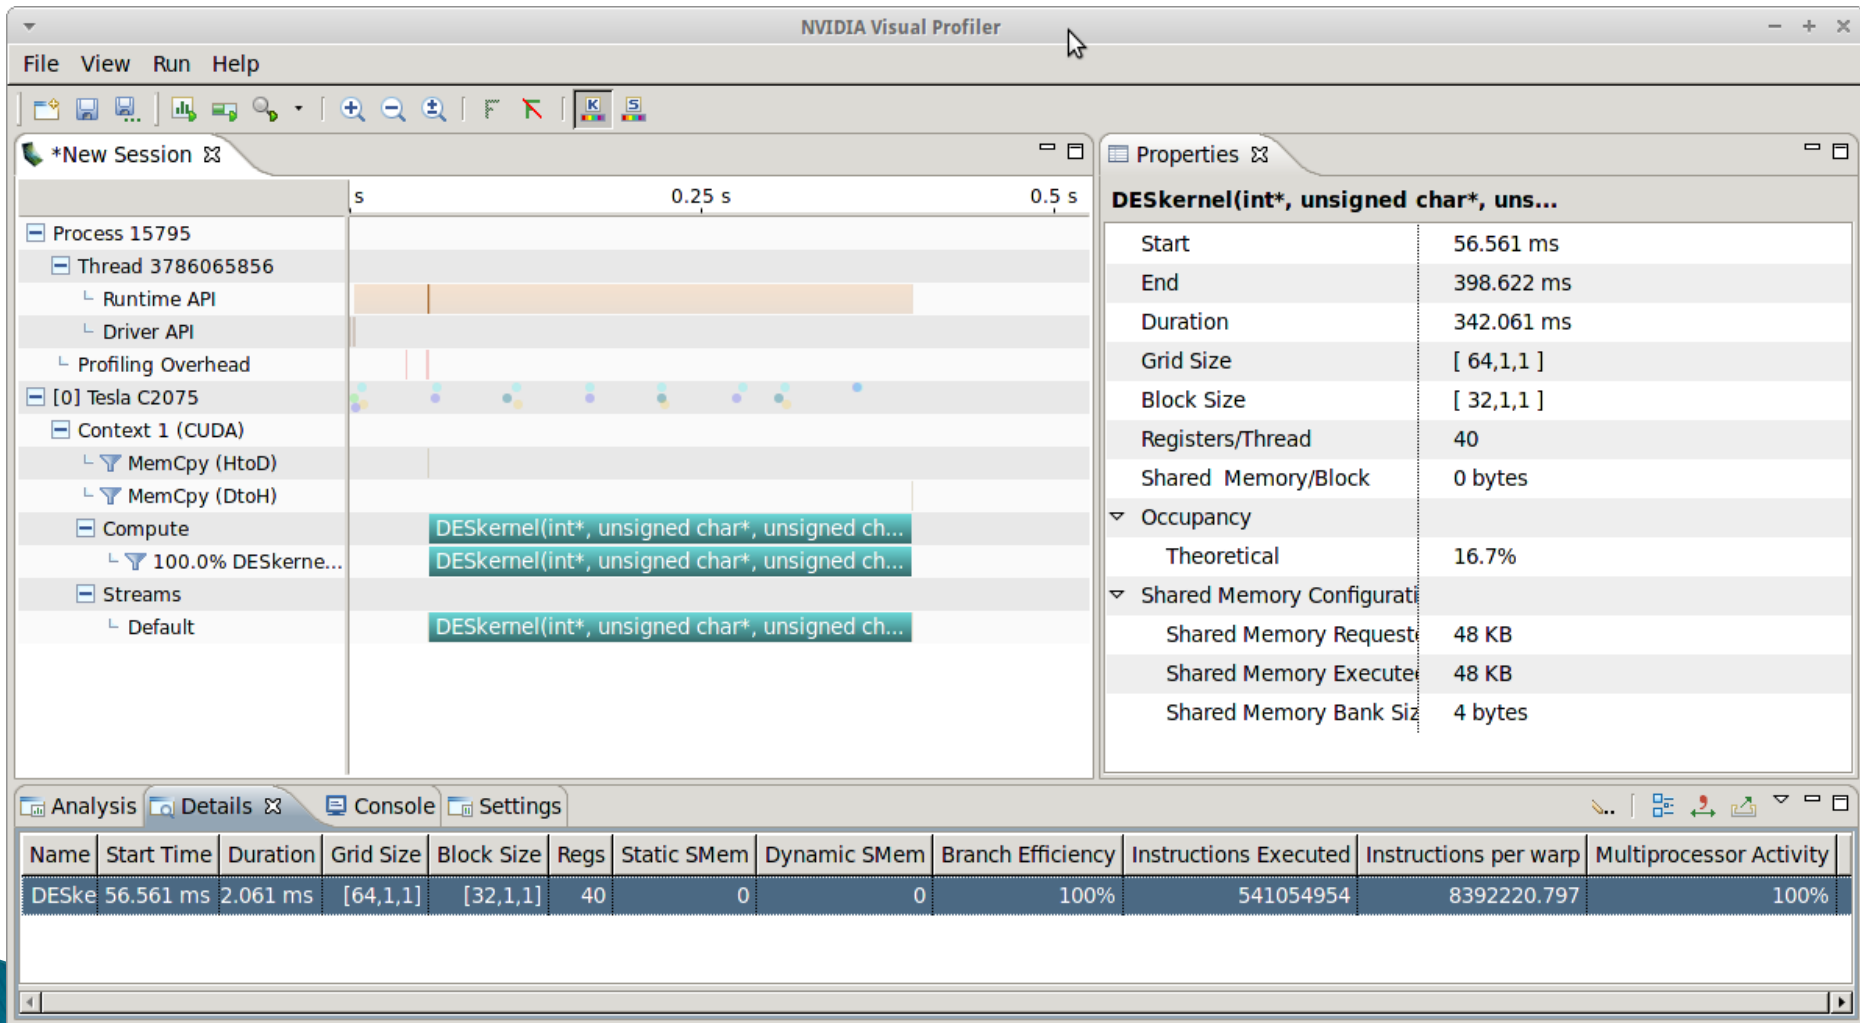 NVIDIA Visual Profiler
File View Run Help
K S
*New Session
s 0.25 s 0.5 s
Process 15795
Thread 3786065856
Runtime API
Driver API
Profiling Overhead
[0] Tesla C2075
Context 1 (CUDA)
MemCpy (HtoD)
MemCpy (DtoH)
Compute DESkernel(int*, unsigned char*, unsigned ch...
100.0% DESkerne... DESkernel(int*, unsigned char*, unsigned ch...
Streams
Default DESkernel(int*, unsigned char*, unsigned ch...
Properties
DESkernel(int*, unsigned char*, uns...
Start 56.561 ms
End 398.622 ms
Duration 342.061 ms
Grid Size [ 64,1,1 ]
Block Size [ 32,1,1 ]
Registers/Thread 40
Shared Memory/Block 0 bytes
Occupancy
Theoretical 16.7%
Shared Memory Configurati
Shared Memory Request 48 KB
Shared Memory Execute 48 KB
Shared Memory Bank Siz 4 bytes
Analysis Details Console Settings
Name Start Time Duration Grid Size Block Size Regs Static SMem Dynamic SMem Branch Efficiency Instructions Executed Instructions per warp Multiprocessor Activity
DESke 56.561 ms 2.061 ms [64,1,1] [32,1,1] 40 0 0 100% 541054954 8392220.797 100%